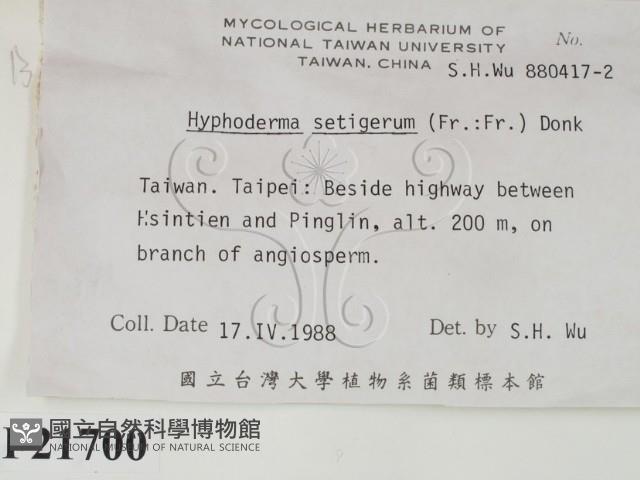 MYCOLOGICAL HERBARIUM OF
NATIONAL TAIWAN UNIVERSITY
TAIWAN. CHINA
No.
S.H.Wu 880417-2
Hyphoderma setigerum (Fr.:Fr.) Donk
Taiwan. Taipei: Beside highway between
Hsintien and Pinglin, alt. 200 m, on
branch of angiosperm.
Coll. Date 17.IV.1988
Det. by S.H. Wu
國立台灣大學植物系菌類標本館
國立自然科學博物館
NATIONAL MUSEUM OF NATURAL SCIENCE
F21700